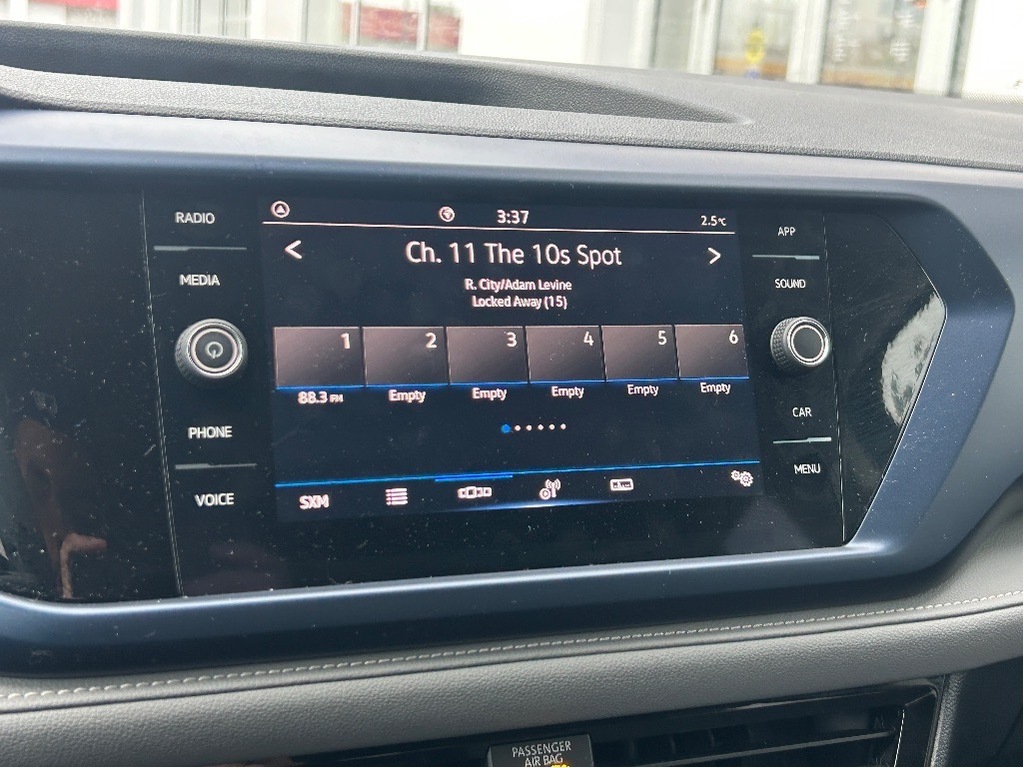 RADIO
MEDIA
PHONE
VOICE
3:37
2.5°C
< Ch. 11 The 10s Spot >
R. City/Adam Levine
Locked Away (15)
1 2 3 4 5 6
88.3 FM Empty Empty Empty Empty Empty
SXM
APP
SOUND
CAR
MENU
PASSENGER
AIR BAG